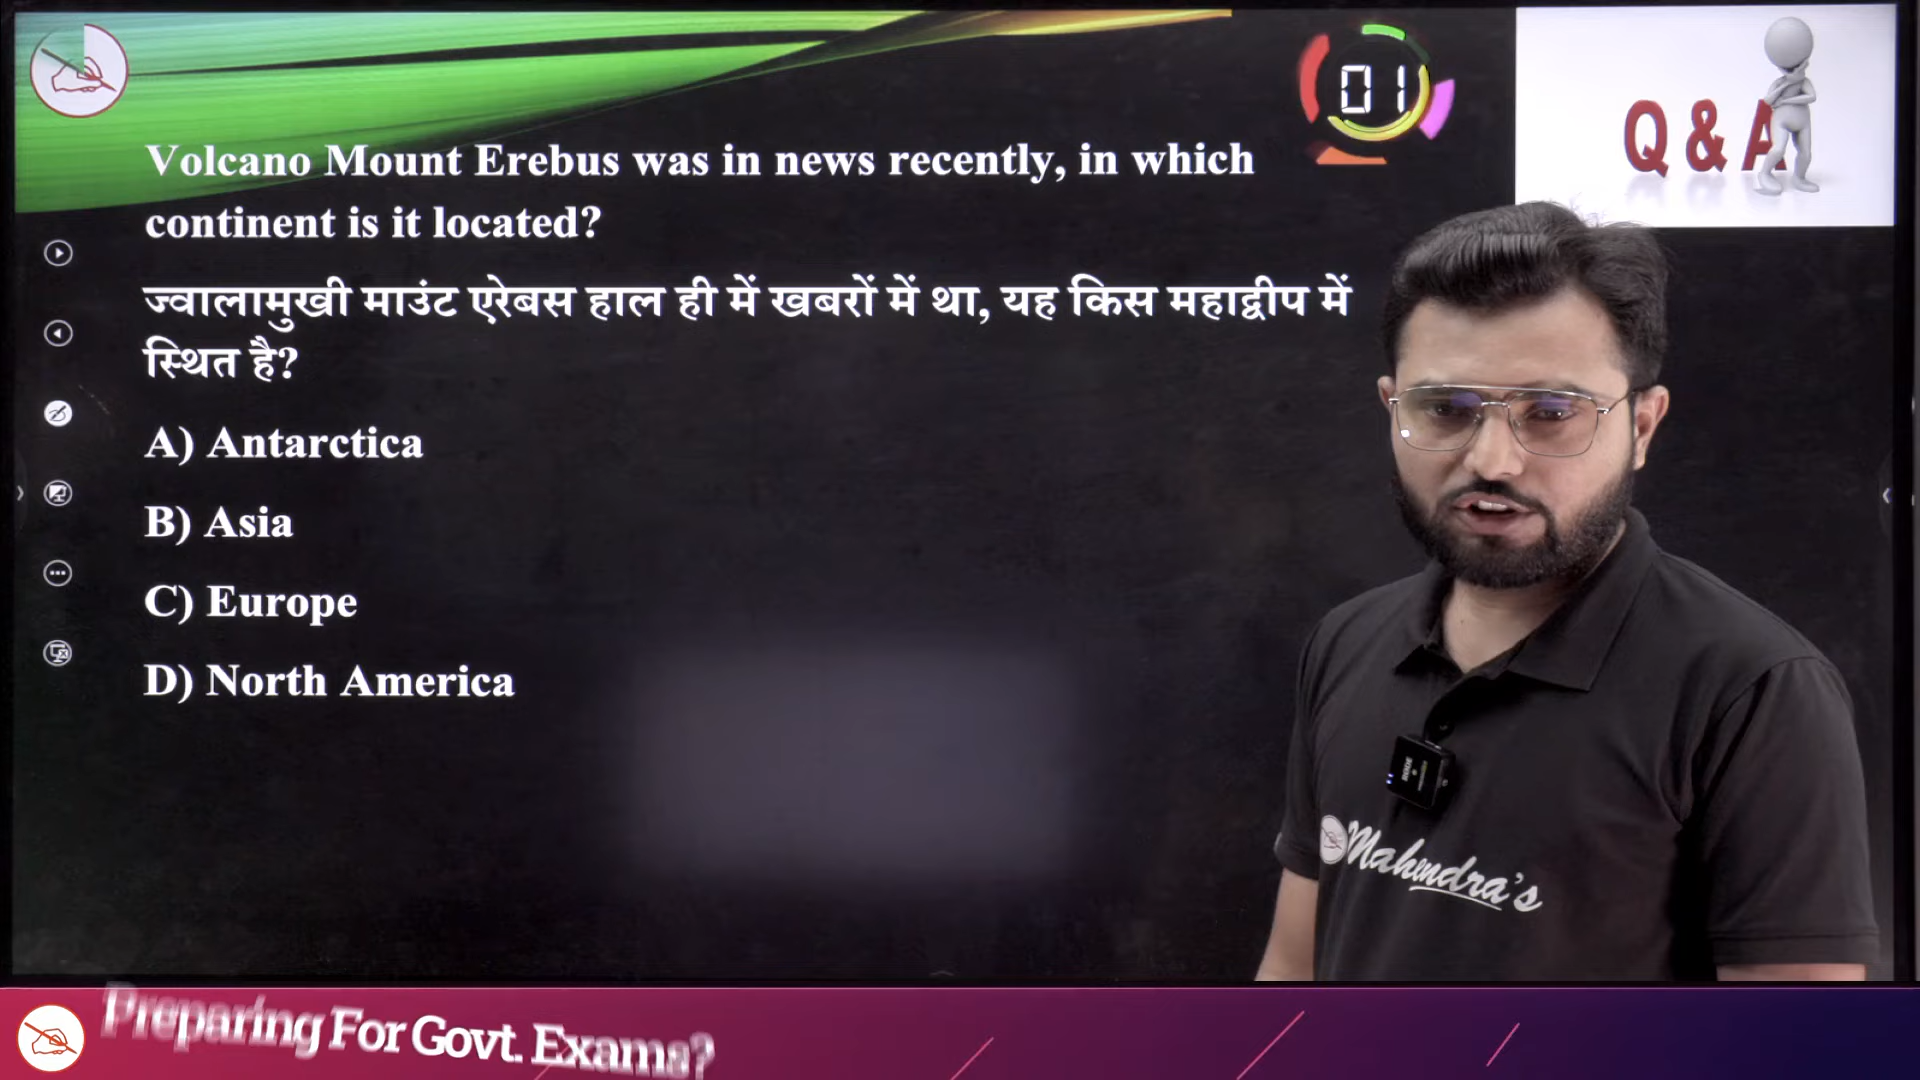 01
Q & A
Volcano Mount Erebus was in news recently, in which
continent is it located?
ज्वालामुखी माउंट एरेबस हाल ही में खबरों में था, यह किस महाद्वीप में
स्थित है?
A) Antarctica
B) Asia
C) Europe
D) North America
RODE
Mahendra's
Preparing For Govt. Exams?